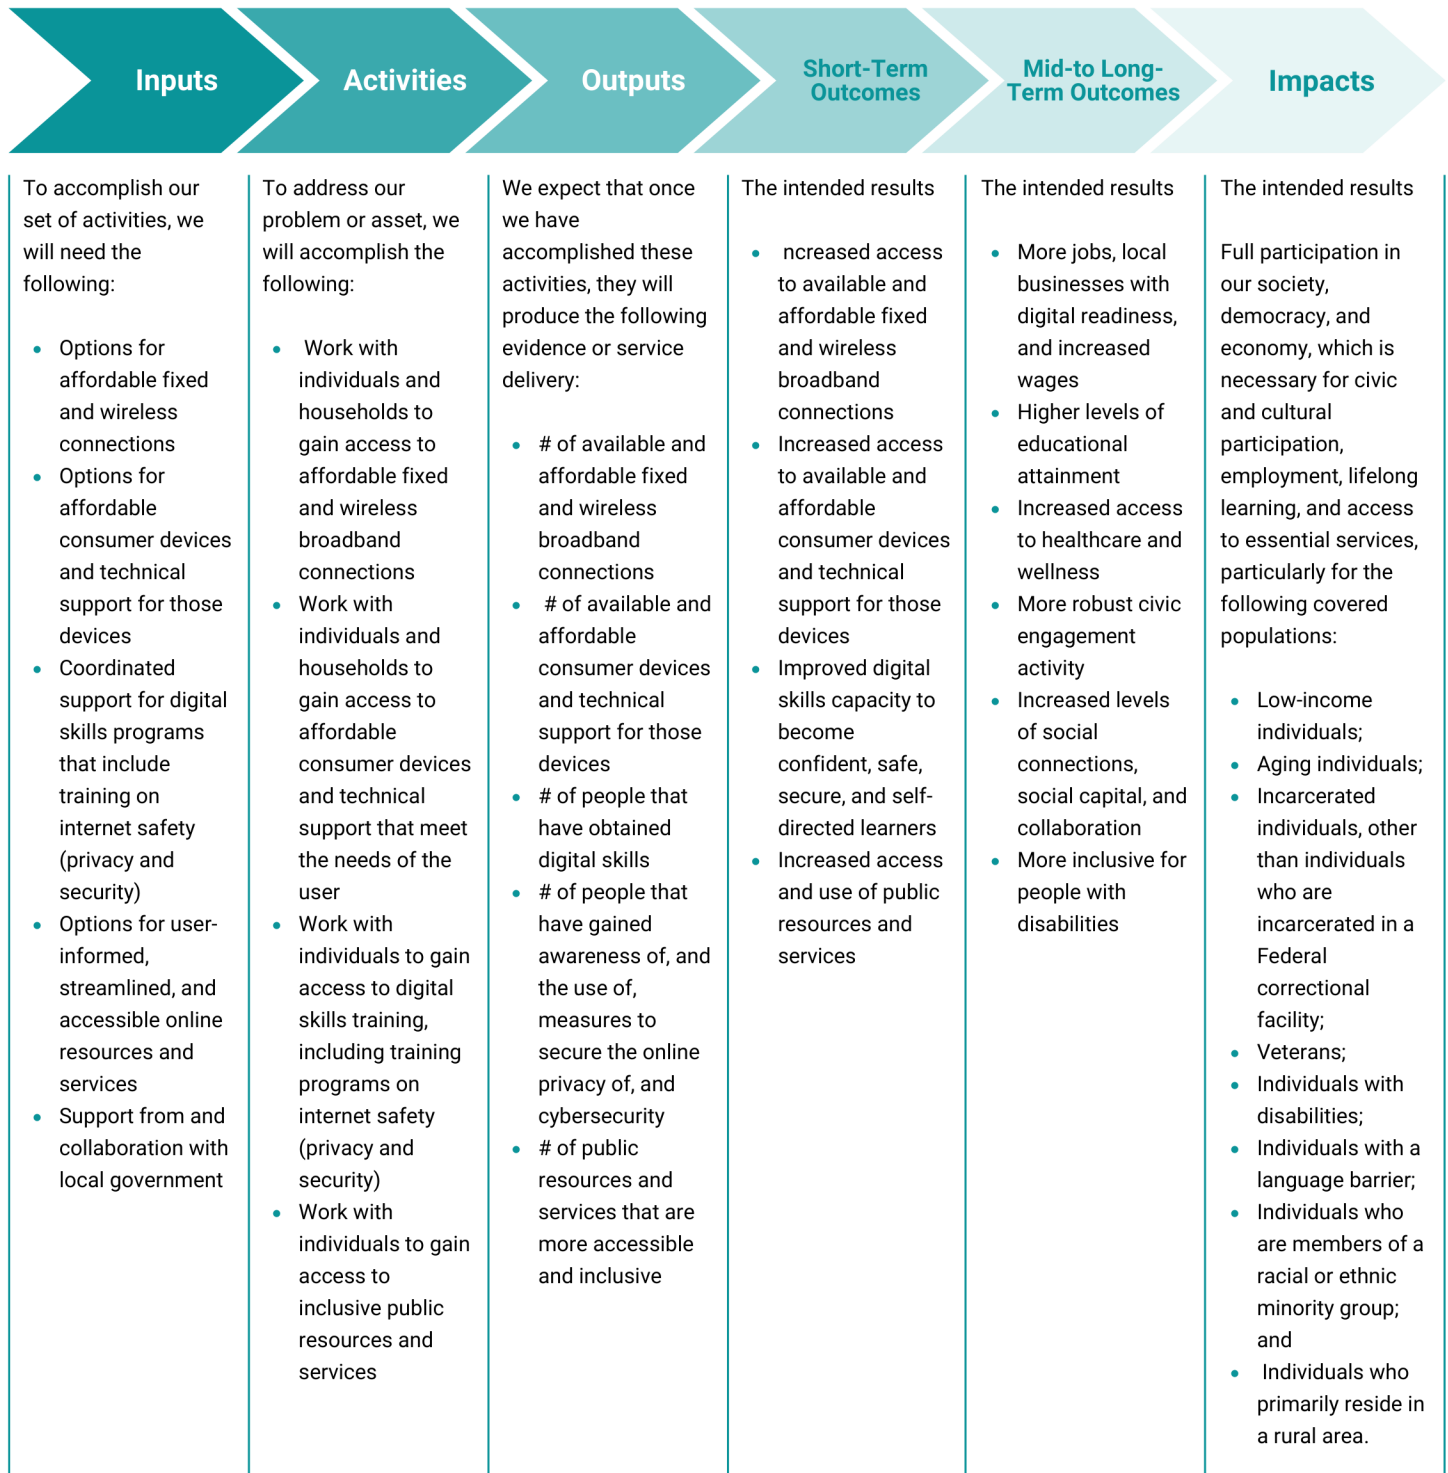 Inputs
Activities
Outputs
Short-Term
Outcomes
Mid-to Long-
Term Outcomes
Impacts
To accomplish our
set of activities, we
will need the
following:
• Options for
affordable fixed
and wireless
connections
• Options for
affordable
consumer devices
and technical
support for those
devices
• Coordinated
support for digital
skills programs
that include
training on
internet safety
(privacy and
security)
• Options for user-
informed,
streamlined, and
accessible online
resources and
services
• Support from and
collaboration with
local government
To address our
problem or asset, we
will accomplish the
following:
• Work with
individuals and
households to
gain access to
affordable fixed
and wireless
broadband
connections
• Work with
individuals and
households to
gain access to
affordable
consumer devices
and technical
support that meet
the needs of the
user
• Work with
individuals to gain
access to digital
skills training,
including training
programs on
internet safety
(privacy and
security)
• Work with
individuals to gain
access to
inclusive public
resources and
services
We expect that once
we have
accomplished these
activities, they will
produce the following
evidence or service
delivery:
• # of available and
affordable fixed
and wireless
broadband
connections
• # of available and
affordable
consumer devices
and technical
support for those
devices
• # of people that
have obtained
digital skills
• # of people that
have gained
awareness of, and
the use of,
measures to
secure the online
privacy of, and
cybersecurity
• # of public
resources and
services that are
more accessible
and inclusive
The intended results
• ncreased access
to available and
affordable fixed
and wireless
broadband
connections
• Increased access
to available and
affordable
consumer devices
and technical
support for those
devices
• Improved digital
skills capacity to
become
confident, safe,
secure, and self-
directed learners
• Increased access
and use of public
resources and
services
The intended results
• More jobs, local
businesses with
digital readiness,
and increased
wages
• Higher levels of
educational
attainment
• Increased access
to healthcare and
wellness
• More robust civic
engagement
activity
• Increased levels
of social
connections,
social capital, and
collaboration
• More inclusive for
people with
disabilities
The intended results
Full participation in
our society,
democracy, and
economy, which is
necessary for civic
and cultural
participation,
employment, lifelong
learning, and access
to essential services,
particularly for the
following covered
populations:
• Low-income
individuals;
• Aging individuals;
• Incarcerated
individuals, other
than individuals
who are
incarcerated in a
Federal
correctional
facility;
• Veterans;
• Individuals with
disabilities;
• Individuals with a
language barrier;
• Individuals who
are members of a
racial or ethnic
minority group;
and
• Individuals who
primarily reside in
a rural area.